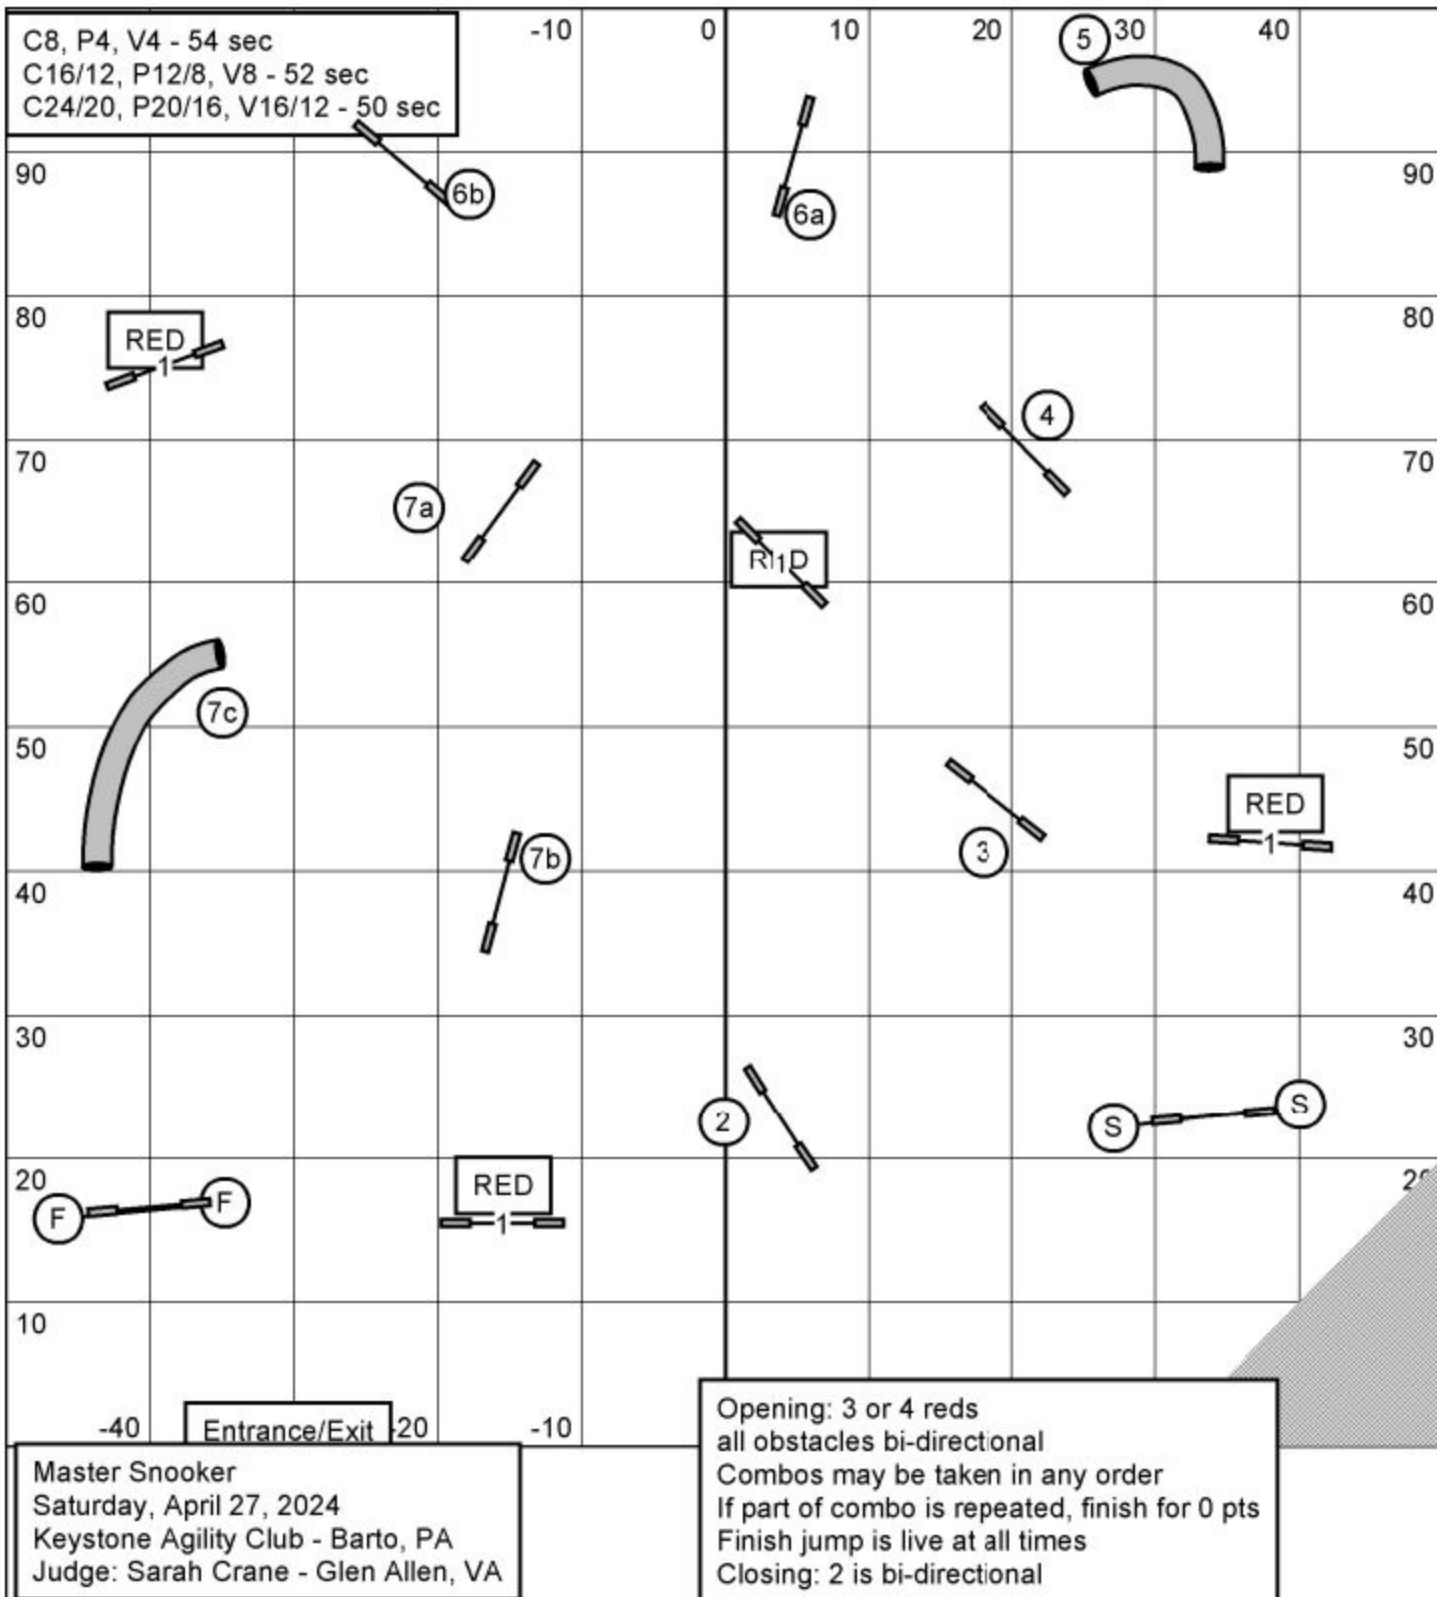 C8, P4, V4 - 54 sec
C16/12, P12/8, V8 - 52 sec
C24/20, P20/16, V16/12 - 50 sec
-10 0 10 20 30 40
5
90 90
6b 6a
80 80
RED
1
4
70 70
7a
RED
1
60 60
7c
50 50
RED
1
3
7b
40 40
30 30
2 S S
20 20
RED
1
F F
10
-40 Entrance/Exit -20 -10
Master Snooker
Saturday, April 27, 2024
Keystone Agility Club - Barto, PA
Judge: Sarah Crane - Glen Allen, VA
Opening: 3 or 4 reds
all obstacles bi-directional
Combos may be taken in any order
If part of combo is repeated, finish for 0 pts
Finish jump is live at all times
Closing: 2 is bi-directional